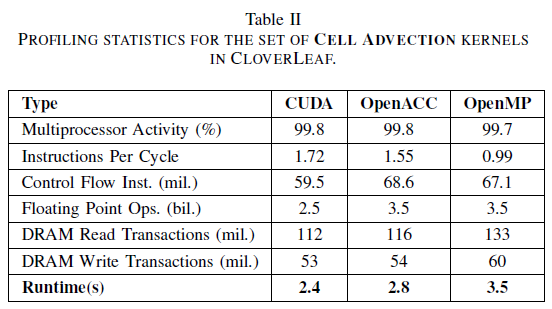 Table II
PROFILING STATISTICS FOR THE SET OF CELL ADVECTION KERNELS
IN CLOVERLEAF.
Type CUDA OpenACC OpenMP
Multiprocessor Activity (%) 99.8 99.8 99.7
Instructions Per Cycle 1.72 1.55 0.99
Control Flow Inst. (mil.) 59.5 68.6 67.1
Floating Point Ops. (bil.) 2.5 3.5 3.5
DRAM Read Transactions (mil.) 112 116 133
DRAM Write Transactions (mil.) 53 54 60
Runtime(s) 2.4 2.8 3.5